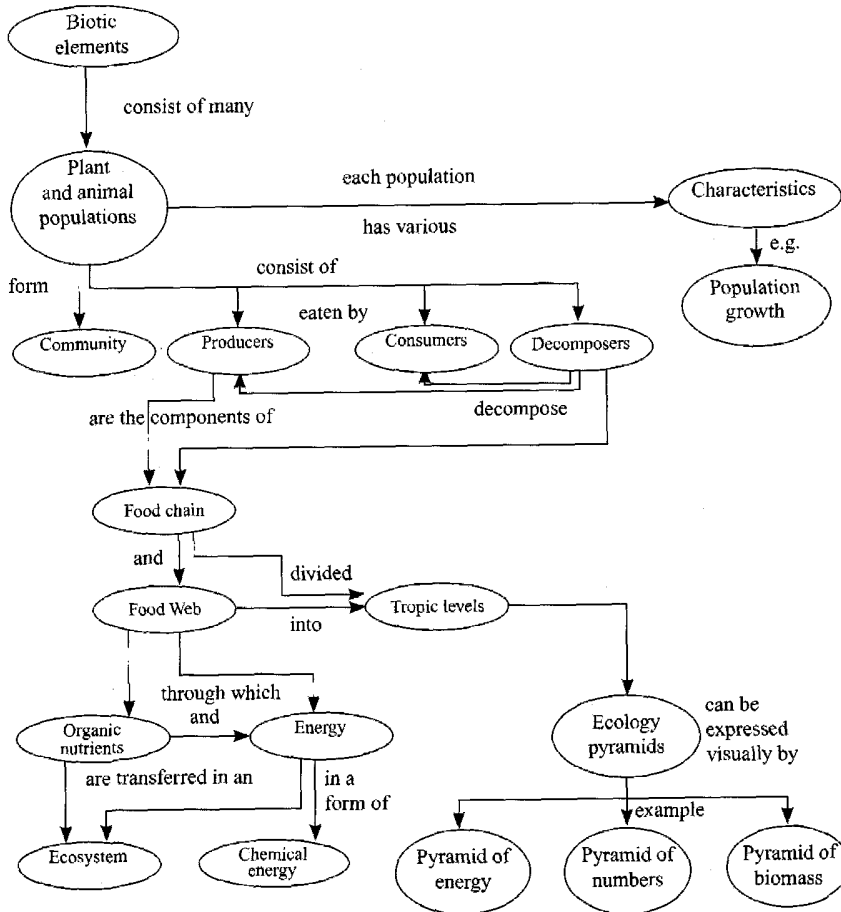 Biotic
elements
consist of many
Plant
and animal
populations
each population
has various
Characteristics
e.g.
Population
growth
form
consist of
eaten by
Community
Producers
Consumers
Decomposers
are the components of
decompose
Food chain
and
divided
Food Web
into
Tropic levels
through which
and
Organic
nutrients
Energy
Ecology
pyramids
can be
expressed
visually by
are transferred in an
in a
form of
example
Ecosystem
Chemical
energy
Pyramid of
energy
Pyramid of
numbers
Pyramid of
biomass